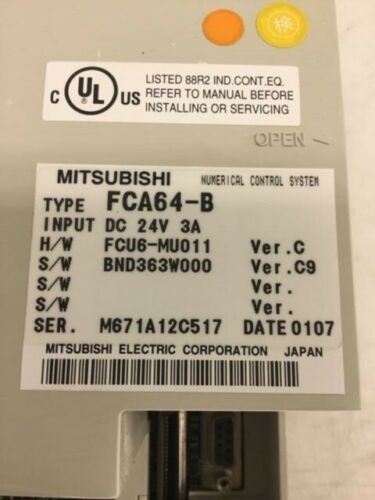 検
C UL US
LISTED 88R2 IND.CONT.EQ.
REFER TO MANUAL BEFORE
INSTALLING OR SERVICING
OPEN
MITSUBISHI NUMERICAL CONTROL SYSTEM
TYPE FCA64-B
INPUT DC 24V 3A
H/W FCU6-MU011 Ver.C
S/W BND363W000 Ver.C9
S/W Ver.
S/W Ver.
SER. M671A12C517 DATE 0107
MITSUBISHI ELECTRIC CORPORATION JAPAN